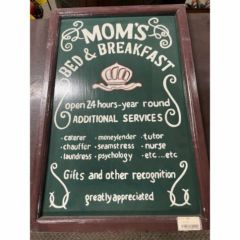 MOM'S
BED & BREAKFAST
open 24 hours-year round
ADDITIONAL SERVICES
• caterer • moneylender • tutor
• chauffer • seamstress • nurse
• laundress • psychology • etc...etc
Gifts and other recognition
greatly appreciated